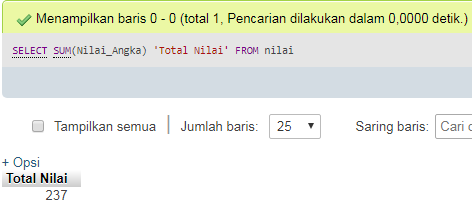 Menampilkan baris 0 - 0 (total 1, Pencarian dilakukan dalam 0,0000 detik.)
SELECT SUM(Nilai_Angka) 'Total Nilai' FROM nilai
Tampilkan semua | Jumlah baris: 25 Saring baris: Cari
+ Opsi
Total Nilai
237